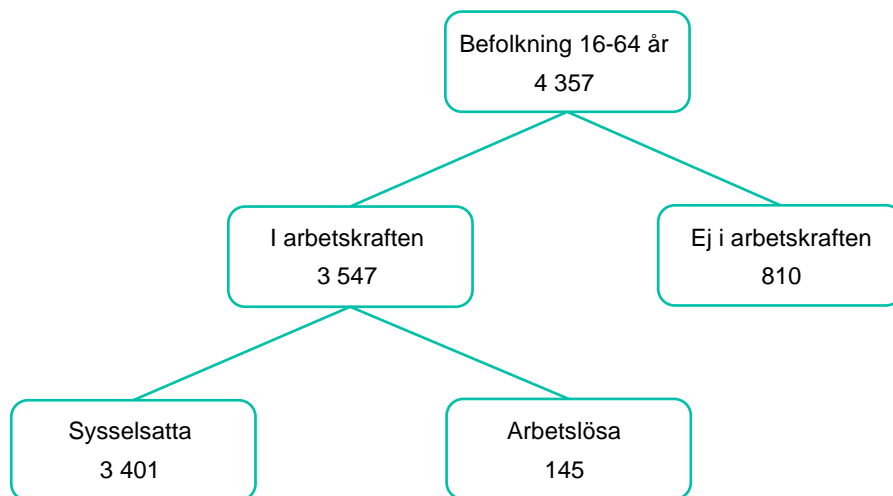 Befolkning 16-64 år
4 357
I arbetskraften
3 547
Ej i arbetskraften
810
Sysselsatta
3 401
Arbetslösa
145